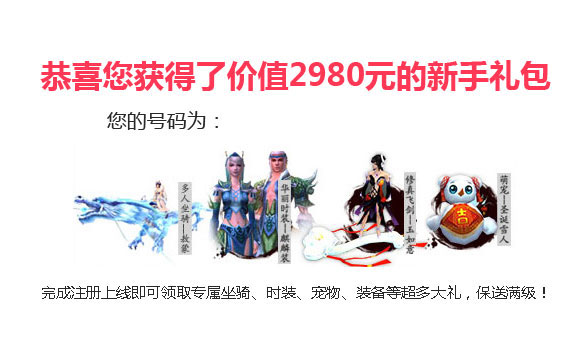 恭喜您获得了价值2980元的新手礼包
您的号码为：
多人坐骑—敖蒙
华丽时装—麒麟装
修真飞剑—玉如意
萌宠—圣诞雪人
吉
完成注册上线即可领取专属坐骑、时装、宠物、装备等超多大礼，保送满级！